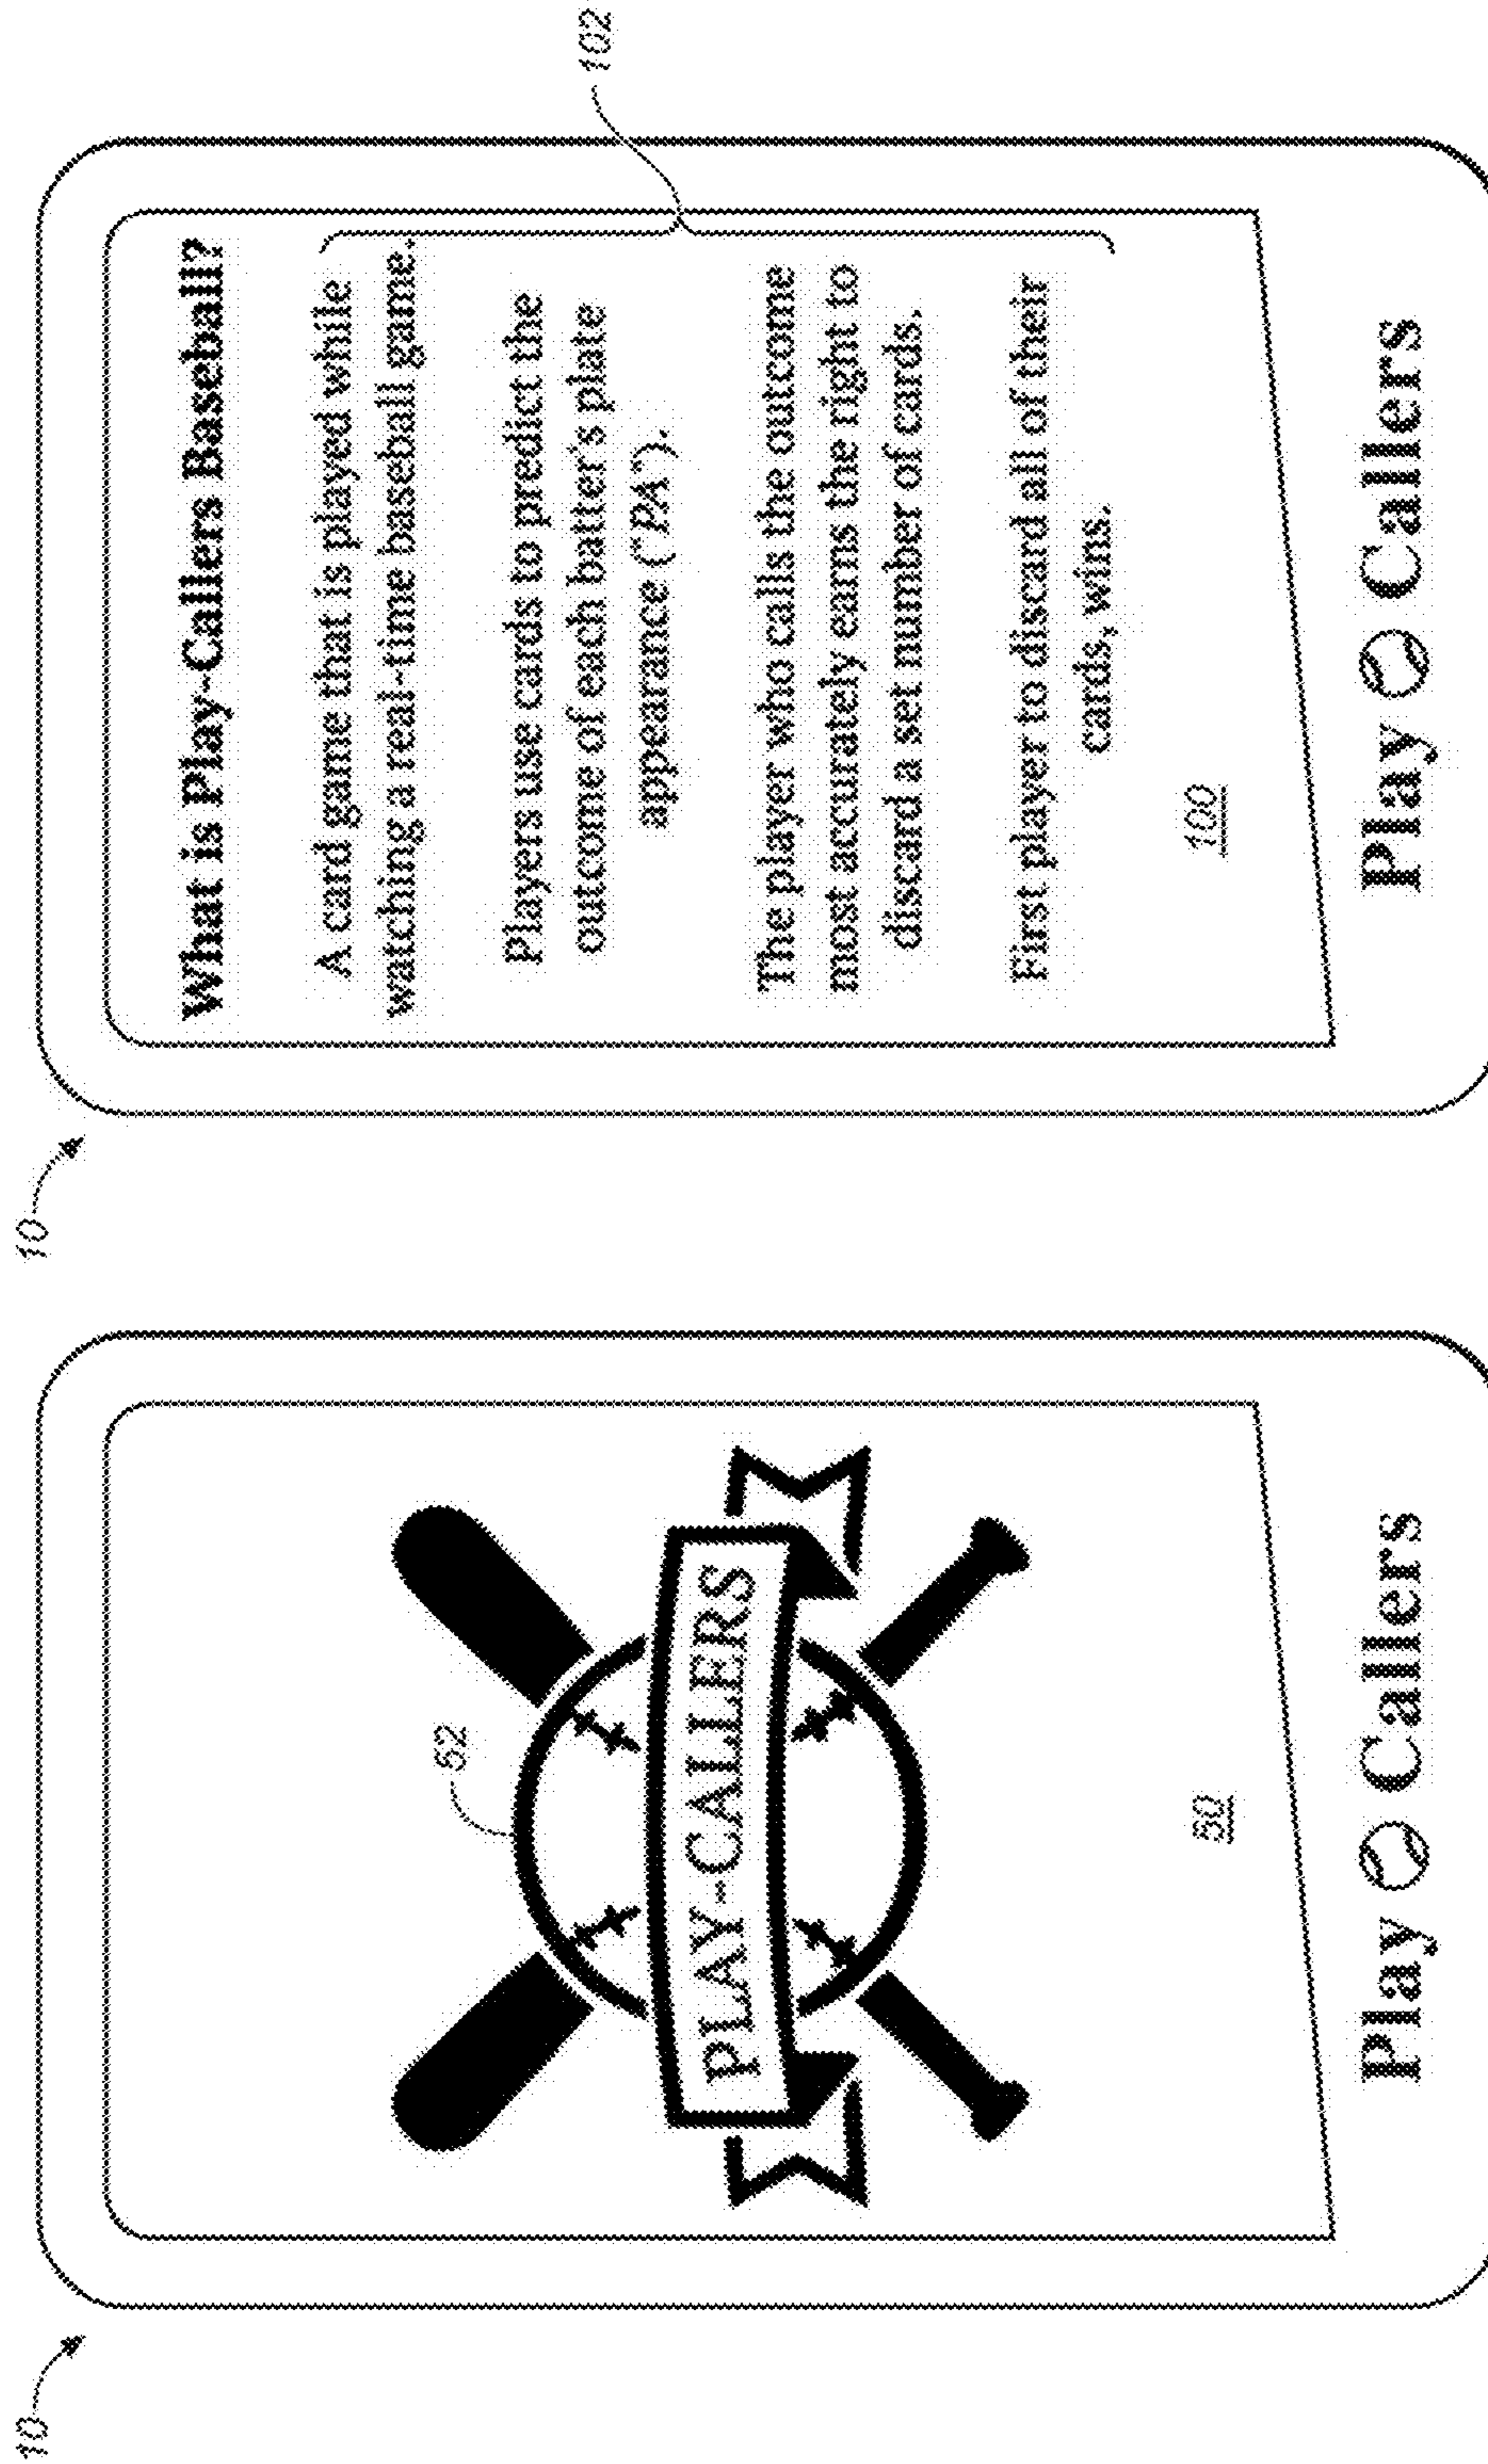 10
52
PLAY-CALLERS
50
Play Callers
10
What is Play-Callers Baseball?
A card game that is played while
watching a real-time baseball game.
Players use cards to predict the
outcome of each batter's plate
appearance ("PA").
The player who calls the outcome
most accurately earns the right to
discard a set number of cards.
First player to discard all of their
cards, wins.
102
100
Play Callers